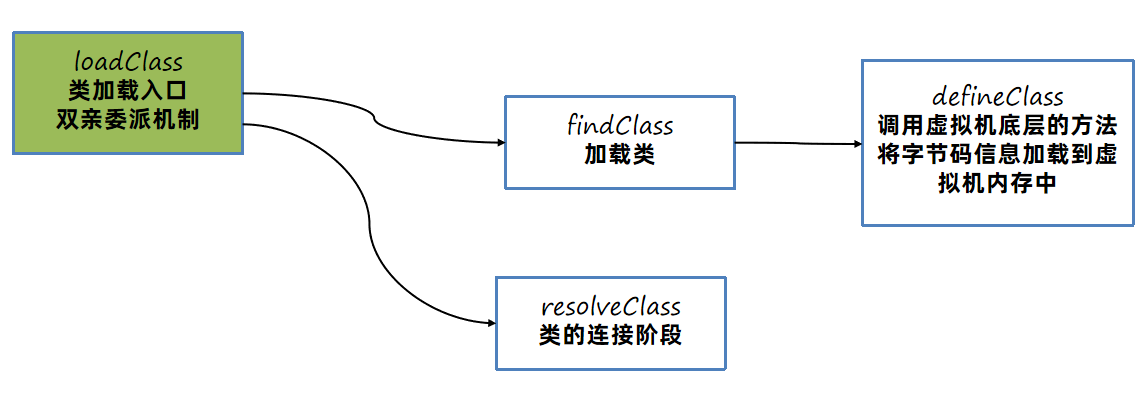 loadClass
类加载入口
双亲委派机制
findClass
加载类
defineClass
调用虚拟机底层的方法
将字节码信息加载到虚
拟机内存中
resolveClass
类的连接阶段